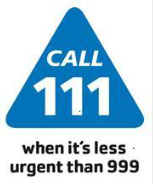 CALL
111
when it's less
urgent than 999